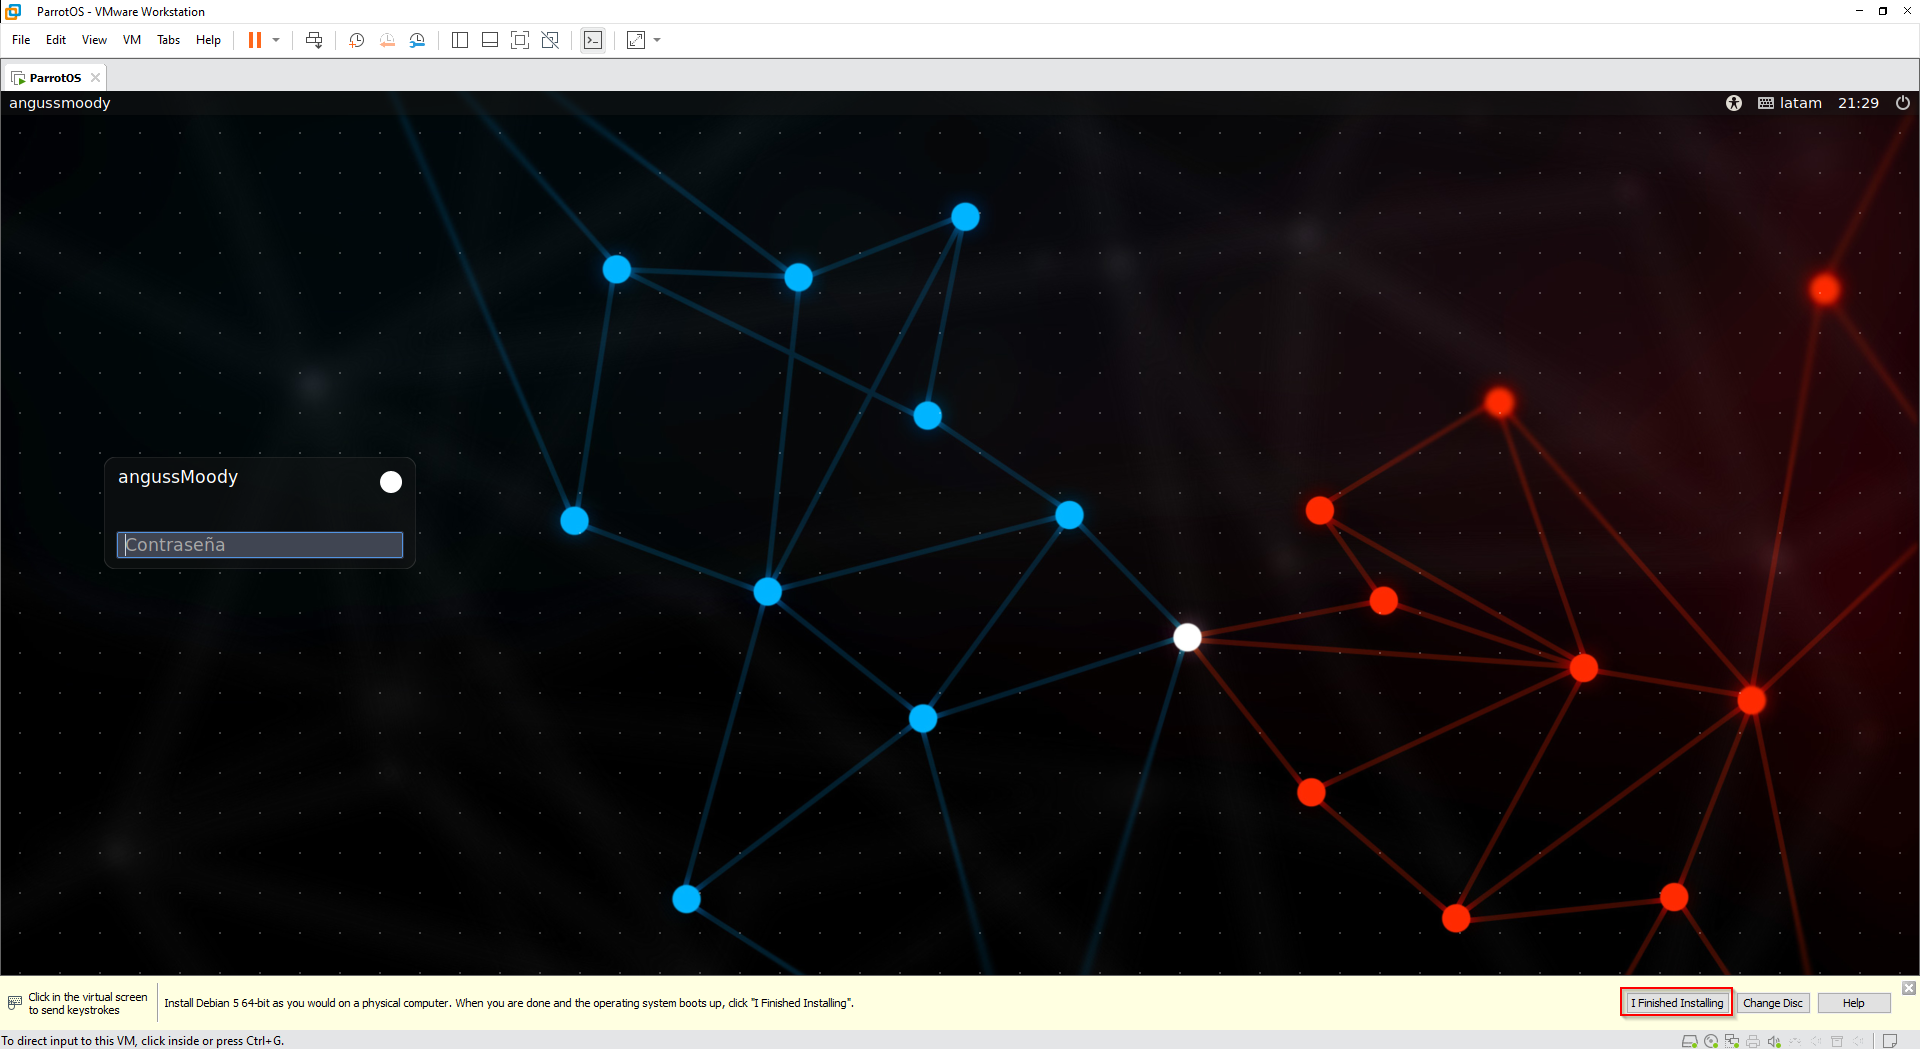 ParrotOS - VMware Workstation
File Edit View VM Tabs Help
ParrotOS
angussmoody latam 21:29
angussMoody
Contraseña
Click in the virtual screen
to send keystrokes
Install Debian 5 64-bit as you would on a physical computer. When you are done and the operating system boots up, click "I Finished Installing".
I Finished Installing Change Disc Help
To direct input to this VM, click inside or press Ctrl+G.